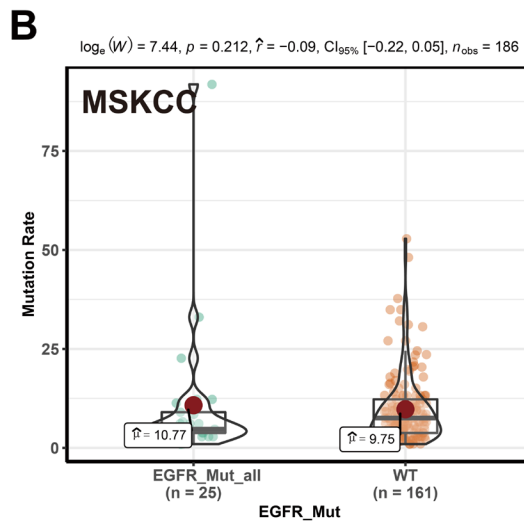 B
logₑ (W) = 7.44, p = 0.212, r̂ = −0.09, CI₉₅% [−0.22, 0.05], nₒbₛ = 186
MSKCC
Mutation Rate
75
50
25
0
μ̂ = 10.77
μ̂ = 9.75
EGFR_Mut_all
(n = 25)
WT
(n = 161)
EGFR_Mut